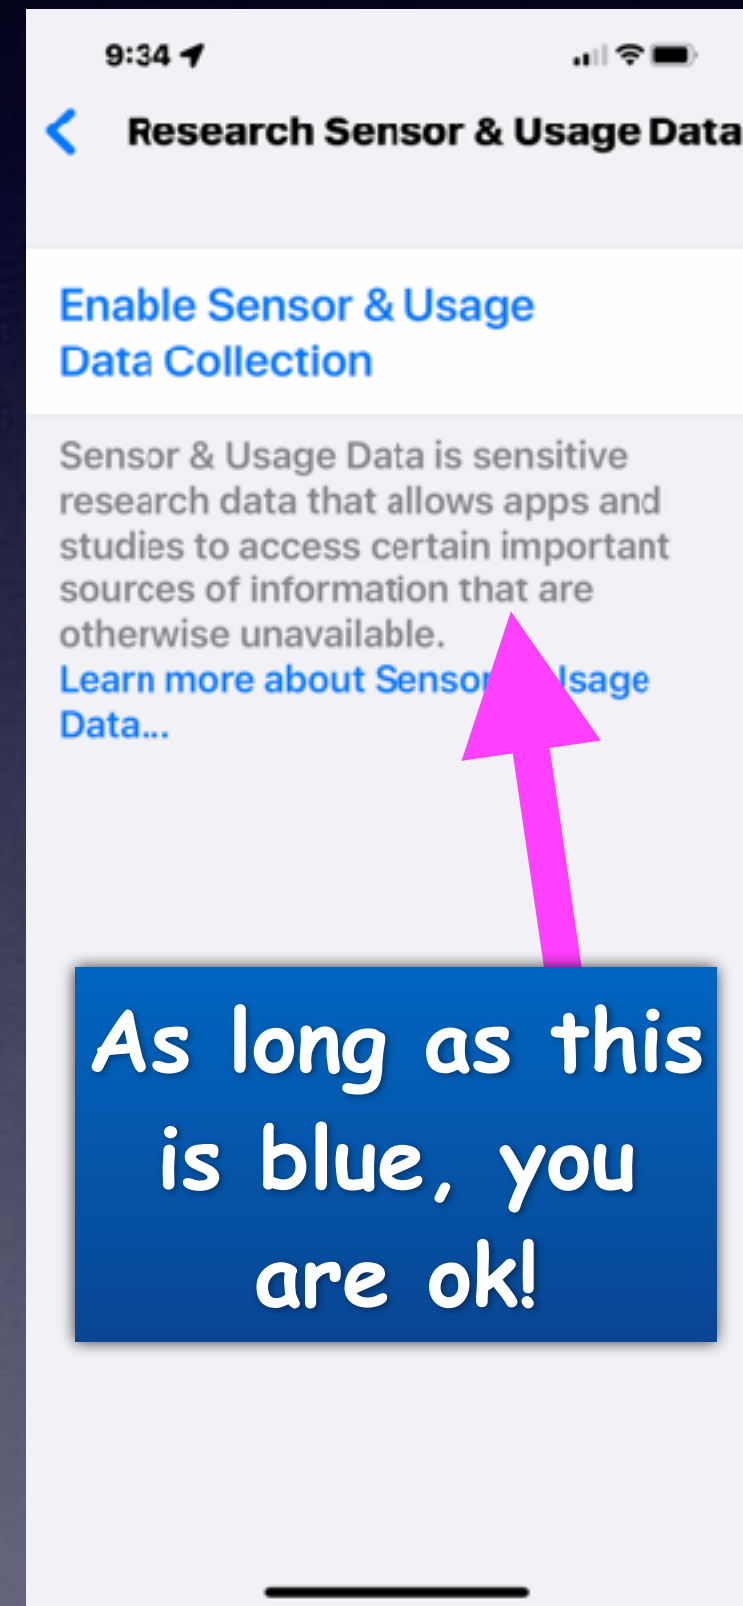 9:34
Research Sensor & Usage Data
Enable Sensor & Usage
Data Collection
Sensor & Usage Data is sensitive
research data that allows apps and
studies to access certain important
sources of information that are
otherwise unavailable.
Learn more about Sensor Usage
Data...
As long as this
is blue, you
are ok!